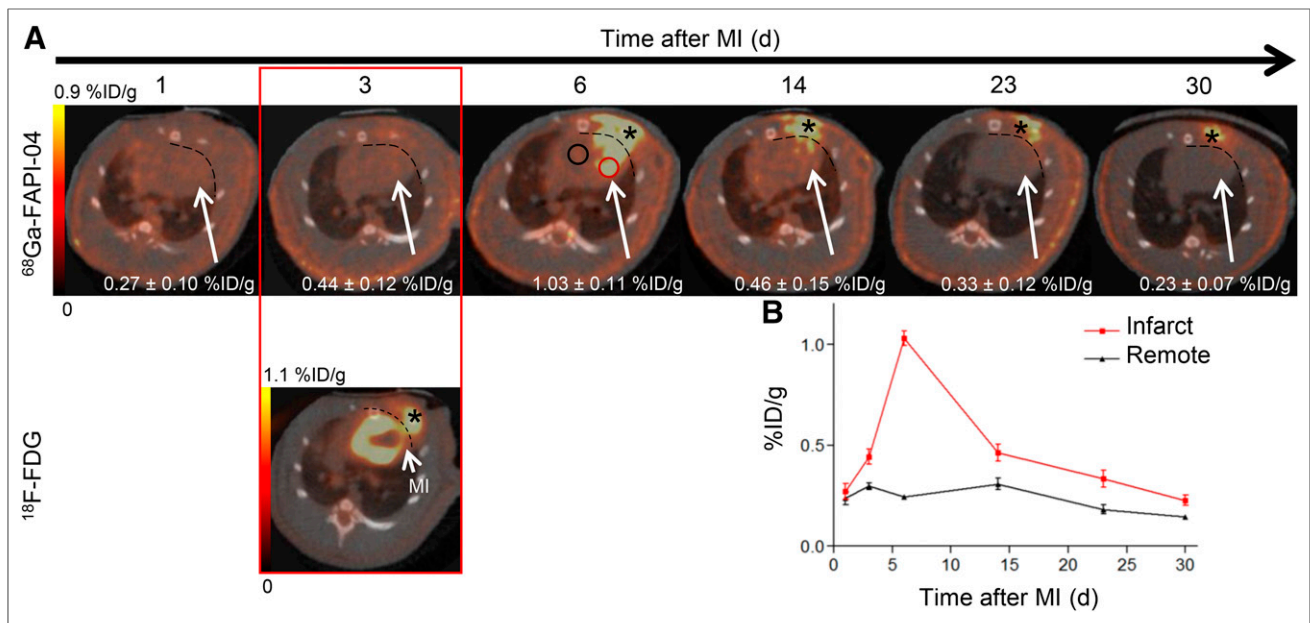 A
Time after MI (d)
1 3 6 14 23 30
0.9 %ID/g
* * * *
⁶⁸Ga-FAPI-04
0.27 ± 0.10 %ID/g 0.44 ± 0.12 %ID/g 1.03 ± 0.11 %ID/g 0.46 ± 0.15 %ID/g 0.33 ± 0.12 %ID/g 0.23 ± 0.07 %ID/g
0
1.1 %ID/g
*
MI
¹⁸F-FDG
0
B
Infarct
Remote
%ID/g
1.0
0.5
0.0
0 5 10 15 20 25 30
Time after MI (d)